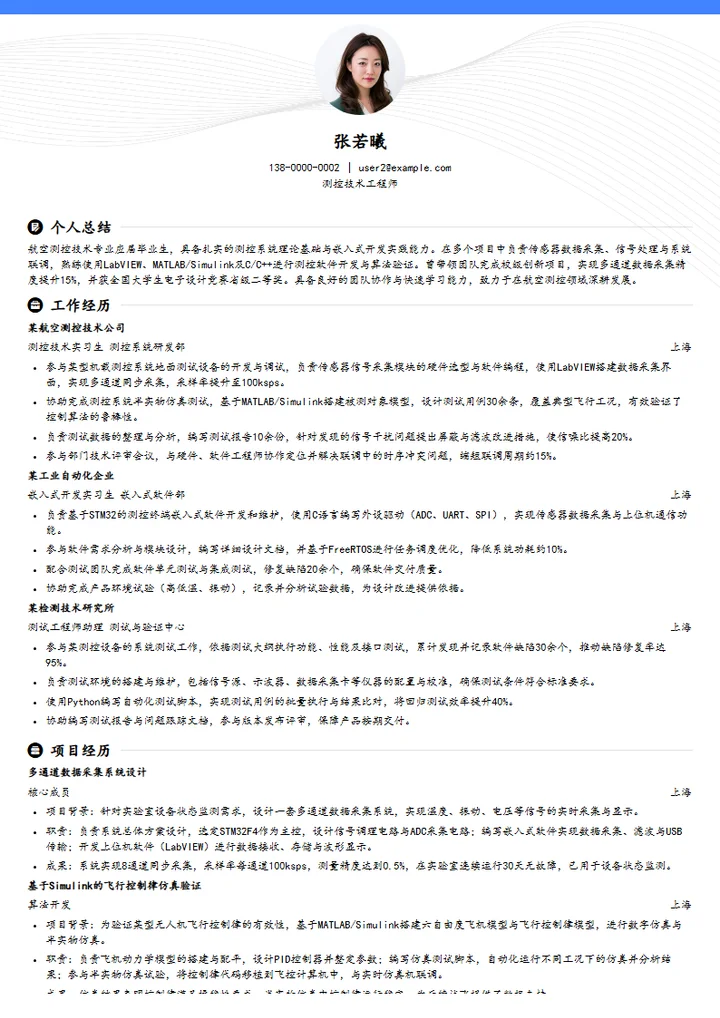 张若曦
138-0000-0002 | user2@example.com
测控技术工程师
个人总结
航空测控技术专业应届毕业生，具备扎实的测控系统理论基础与嵌入式开发实践能力。在多个项目中负责传感器数据采集、信号处理与系统
联调，熟练使用LabVIEW、MATLAB/Simulink及C/C++进行测控软件开发与算法验证。曾带领团队完成校级创新项目，实现多通道数据采集精
度提升15%，并获全国大学生电子设计竞赛省级二等奖。具备良好的团队协作与快速学习能力，致力于在航空测控领域深耕发展。
工作经历
某航空测控技术公司
测控技术实习生 测控系统研发部 上海
• 参与某型机载测控系统地面测试设备的开发与调试，负责传感器信号采集模块的硬件选型与软件编程，使用LabVIEW搭建数据采集界
面，实现多通道同步采集，采样率提升至100ksps。
• 协助完成测控系统半实物仿真测试，基于MATLAB/Simulink搭建被测对象模型，设计测试用例30余条，覆盖典型飞行工况，有效验证了
控制算法的鲁棒性。
• 负责测试数据的整理与分析，编写测试报告10余份，针对发现的信号干扰问题提出屏蔽与滤波改进措施，使信噪比提高20%。
• 参与部门技术评审会议，与硬件、软件工程师协作定位并解决联调中的时序冲突问题，缩短联调周期约15%。
某工业自动化企业
嵌入式开发实习生 嵌入式软件部 上海
• 负责基于STM32的测控终端嵌入式软件开发和维护，使用C语言编写外设驱动（ADC、UART、SPI），实现传感器数据采集与上位机通信功
能。
• 参与软件需求分析与模块设计，编写详细设计文档，并基于FreeRTOS进行任务调度优化，降低系统功耗约10%。
• 配合测试团队完成软件单元测试与集成测试，修复缺陷20余个，确保软件交付质量。
• 协助完成产品环境试验（高低温、振动），记录并分析试验数据，为设计改进提供依据。
某检测技术研究所
测试工程师助理 测试与验证中心 上海
• 参与某测控设备的系统测试工作，依据测试大纲执行功能、性能及接口测试，累计发现并记录软件缺陷30余个，推动缺陷修复率达
95%。
• 负责测试环境的搭建与维护，包括信号源、示波器、数据采集卡等仪器的配置与校准，确保测试条件符合标准要求。
• 使用Python编写自动化测试脚本，实现测试用例的批量执行与结果比对，将回归测试效率提升40%。
• 协助编写测试报告与问题跟踪文档，参与版本发布评审，保障产品按期交付。
项目经历
多通道数据采集系统设计
核心成员 上海
• 项目背景：针对实验室设备状态监测需求，设计一套多通道数据采集系统，实现温度、振动、电压等信号的实时采集与显示。
• 职责：负责系统总体方案设计，选定STM32F4作为主控，设计信号调理电路与ADC采集电路；编写嵌入式软件实现数据采集、滤波与USB
传输；开发上位机软件（LabVIEW）进行数据接收、存储与波形显示。
• 成果：系统实现8通道同步采集，采样率每通道100ksps，测量精度达到0.5%，在实验室连续运行30天无故障，已用于设备状态监测。
基于Simulink的飞行控制律仿真验证
算法开发 上海
• 项目背景：为验证某型无人机飞行控制律的有效性，基于MATLAB/Simulink搭建六自由度飞机模型与飞行控制律模型，进行数字仿真与
半实物仿真。
• 职责：负责飞机动力学模型的搭建与配平，设计PID控制器并整定参数；编写仿真测试脚本，自动化运行不同工况下的仿真并分析结
果；参与半实物仿真试验，将控制律代码移植到飞控计算机中，与实时仿真机联调。